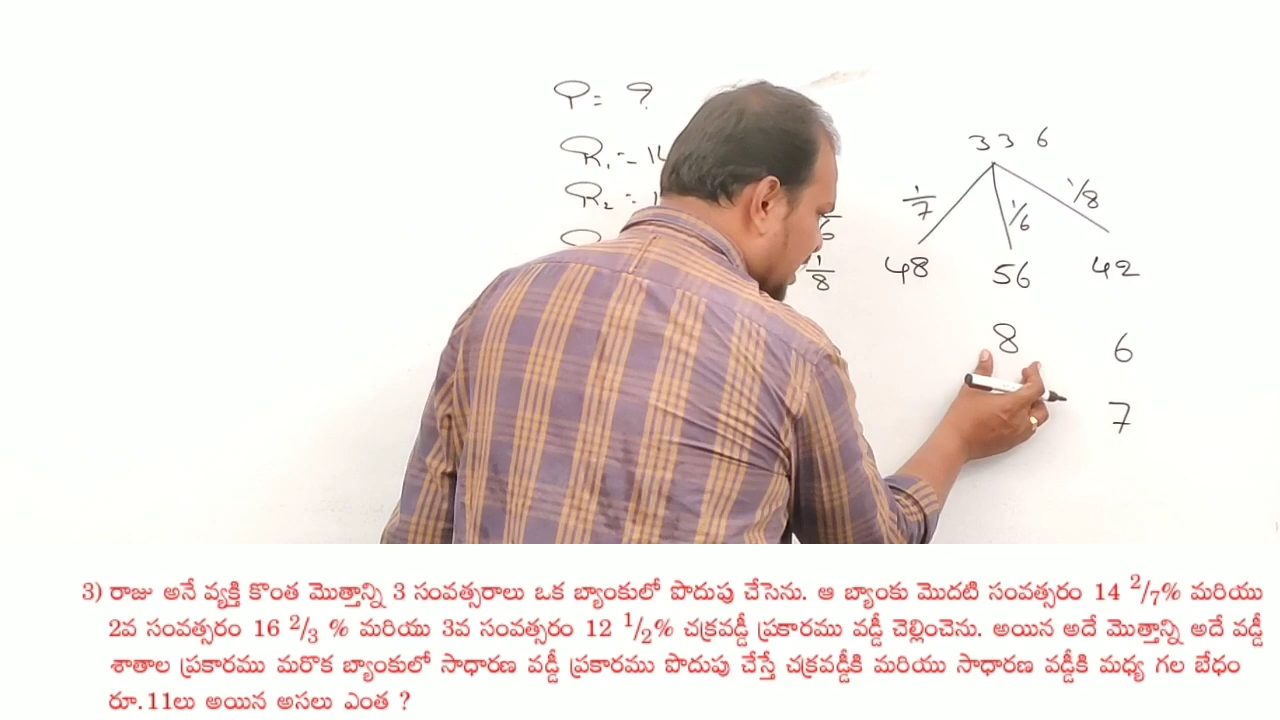 P = ?
R₁ = 14
R₂ = 1
336
1/7 1/6 1/8
6
1/8 48 56 42
8 6
7
3) రాజు అనే వ్యక్తి కొంత మొత్తాన్ని 3 సంవత్సరాలు ఒక బ్యాంకులో పొదుపు చేసెను. ఆ బ్యాంకు మొదటి సంవత్సరం 14 2/7% మరియు
2వ సంవత్సరం 16 2/3 % మరియు 3వ సంవత్సరం 12 1/2% చక్రవడ్డీ ప్రకారము వడ్డీ చెల్లించెను. అయిన అదే మొత్తాన్ని అదే వడ్డీ
శాతాల ప్రకారము మరొక బ్యాంకులో సాధారణ వడ్డీ ప్రకారము పొదుపు చేస్తే చక్రవడ్డీకి మరియు సాధారణ వడ్డీకి మధ్య గల బేధం
రూ.11లు అయిన అసలు ఎంత ?